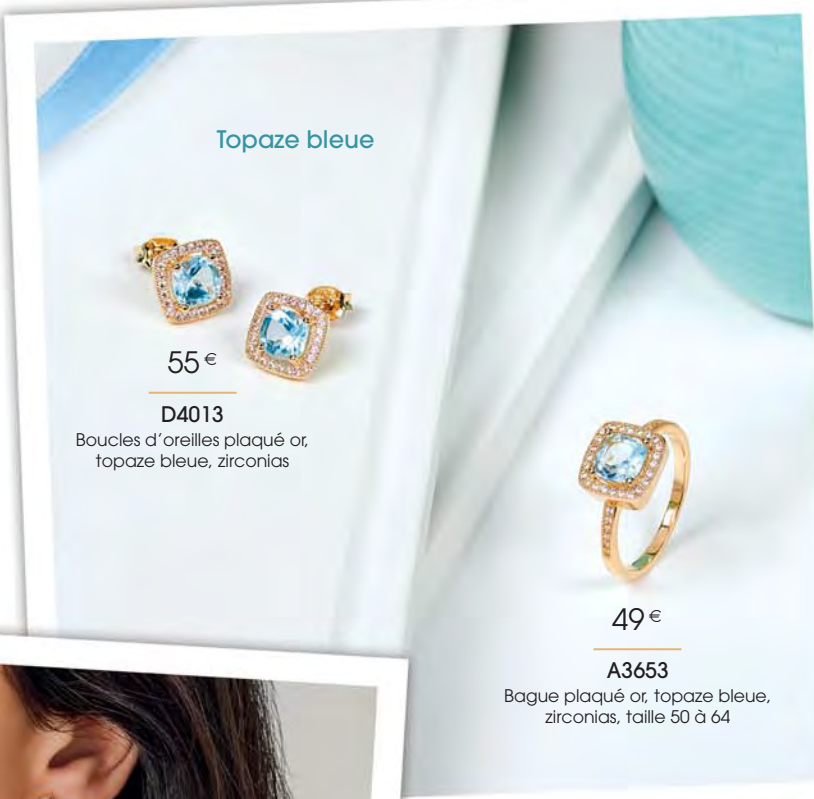 Topaze bleue
55 €
D4013
Boucles d'oreilles plaqué or,
topaze bleue, zirconias
49 €
A3653
Bague plaqué or, topaze bleue,
zirconias, taille 50 à 64